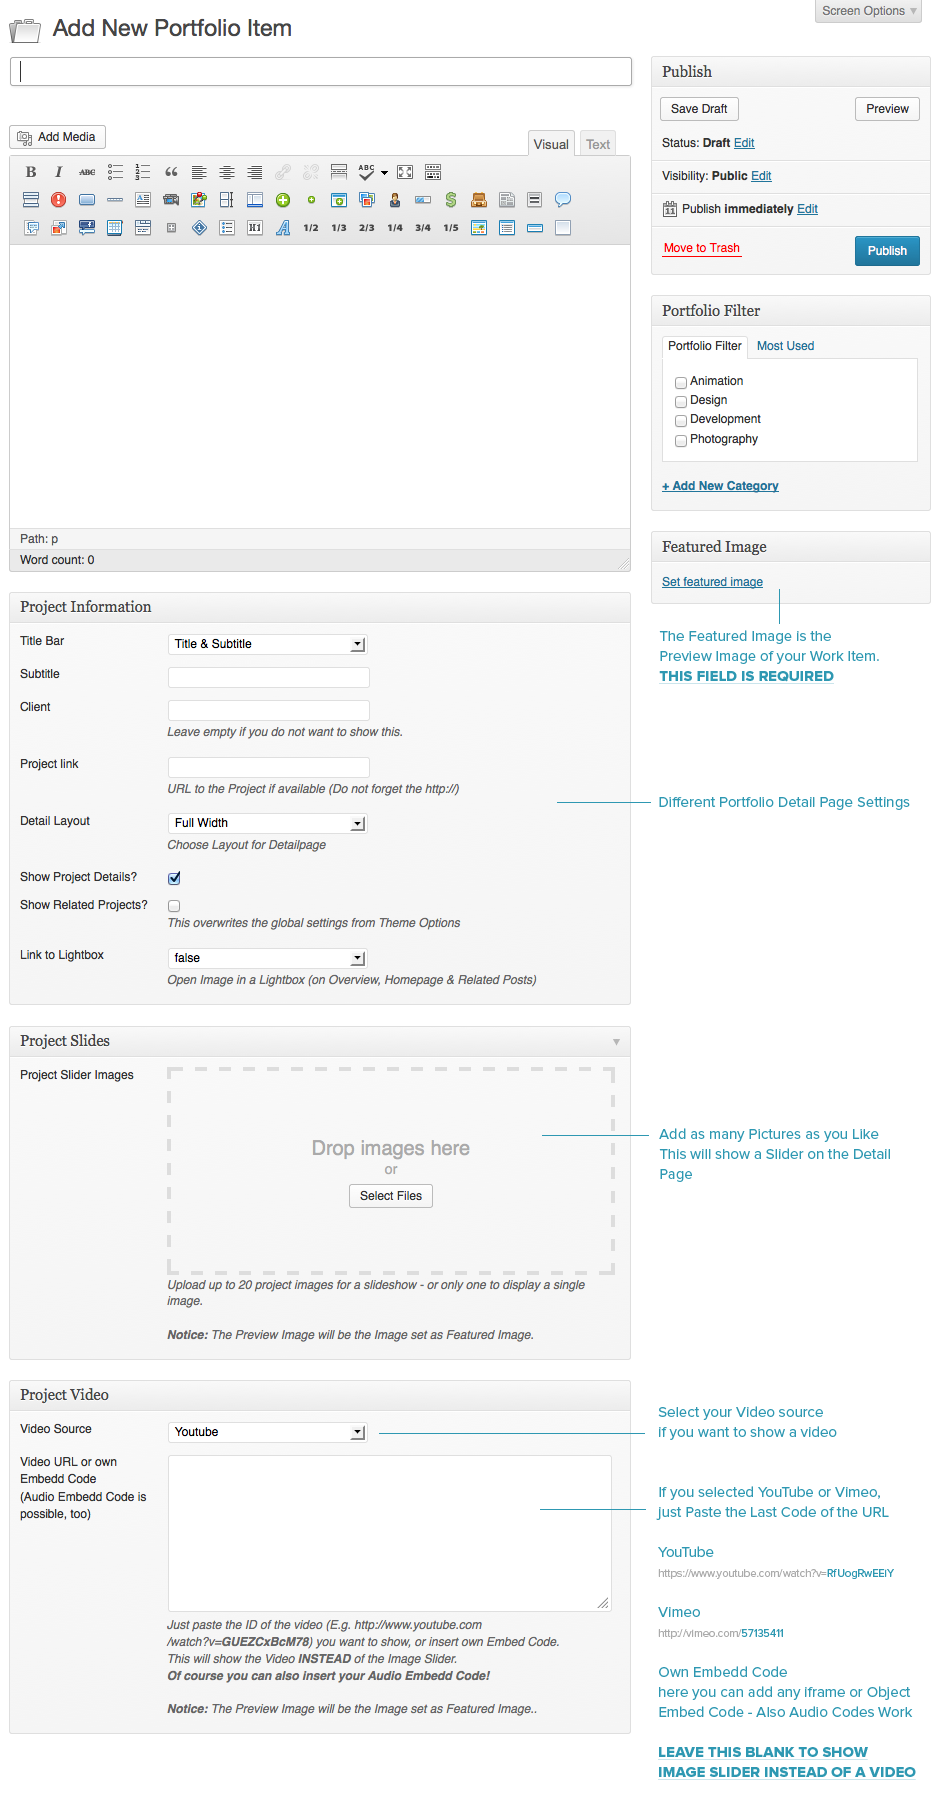 Screen Options
Add New Portfolio Item
Add Media
Visual
Text
B I ABC
ABC
H1 A 1/2 1/3 2/3 1/4 3/4 1/5
Path: p
Word count: 0
Publish
Save Draft
Preview
Status: Draft Edit
Visibility: Public Edit
Publish immediately Edit
Move to Trash
Publish
Portfolio Filter
Portfolio Filter
Most Used
Animation
Design
Development
Photography
+ Add New Category
Featured Image
Set featured image
The Featured Image is the
Preview Image of your Work Item.
THIS FIELD IS REQUIRED
Project Information
Title Bar
Title & Subtitle
Subtitle
Client
Leave empty if you do not want to show this.
Project link
URL to the Project if available (Do not forget the http://)
Different Portfolio Detail Page Settings
Detail Layout
Full Width
Choose Layout for Detailpage
Show Project Details?
Show Related Projects?
This overwrites the global settings from Theme Options
Link to Lightbox
false
Open Image in a Lightbox (on Overview, Homepage & Related Posts)
Project Slides
Project Slider Images
Drop images here
or
Select Files
Upload up to 20 project images for a slideshow - or only one to display a single
image.
Notice: The Preview Image will be the Image set as Featured Image.
Add as many Pictures as you Like
This will show a Slider on the Detail
Page
Project Video
Video Source
Youtube
Select your Video source
if you want to show a video
Video URL or own
Embedd Code
(Audio Embedd Code is
possible, too)
Just paste the ID of the video (E.g. http://www.youtube.com
/watch?v=GUEZCxBcM78) you want to show, or insert own Embed Code.
This will show the Video INSTEAD of the Image Slider.
Of course you can also insert your Audio Embedd Code!
Notice: The Preview Image will be the Image set as Featured Image..
If you selected YouTube or Vimeo,
just Paste the Last Code of the URL
YouTube
https://www.youtube.com/watch?v=RfUogRwEEiY
Vimeo
http://vimeo.com/57135411
Own Embedd Code
here you can add any iframe or Object
Embed Code - Also Audio Codes Work
LEAVE THIS BLANK TO SHOW
IMAGE SLIDER INSTEAD OF A VIDEO